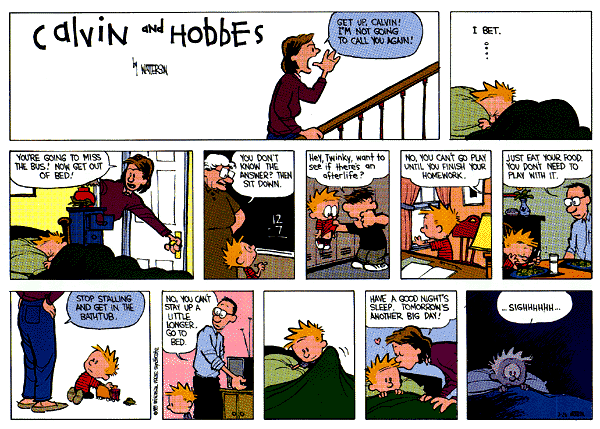 Calvin and Hobbes
by Watterson
GET UP, CALVIN!
I'M NOT GOING
TO CALL YOU AGAIN!
I BET.
YOU'RE GOING TO MISS
THE BUS! NOW GET OUT
OF BED!
YOU DON'T
KNOW THE
ANSWER? THEN
SIT DOWN.
12
- 7
Hey, Twinky, want to
see if there's an
afterlife?
NO, YOU CAN'T GO PLAY
UNTIL YOU FINISH YOUR
HOMEWORK.
JUST EAT YOUR FOOD.
YOU DON'T NEED TO
PLAY WITH IT.
STOP STALLING
AND GET IN THE
BATHTUB.
NO, YOU CAN'T
STAY UP A
LITTLE
LONGER.
GO TO
BED.
HAVE A GOOD NIGHT'S
SLEEP. TOMORROW'S
ANOTHER BIG DAY!
...SIGHHHHHH...